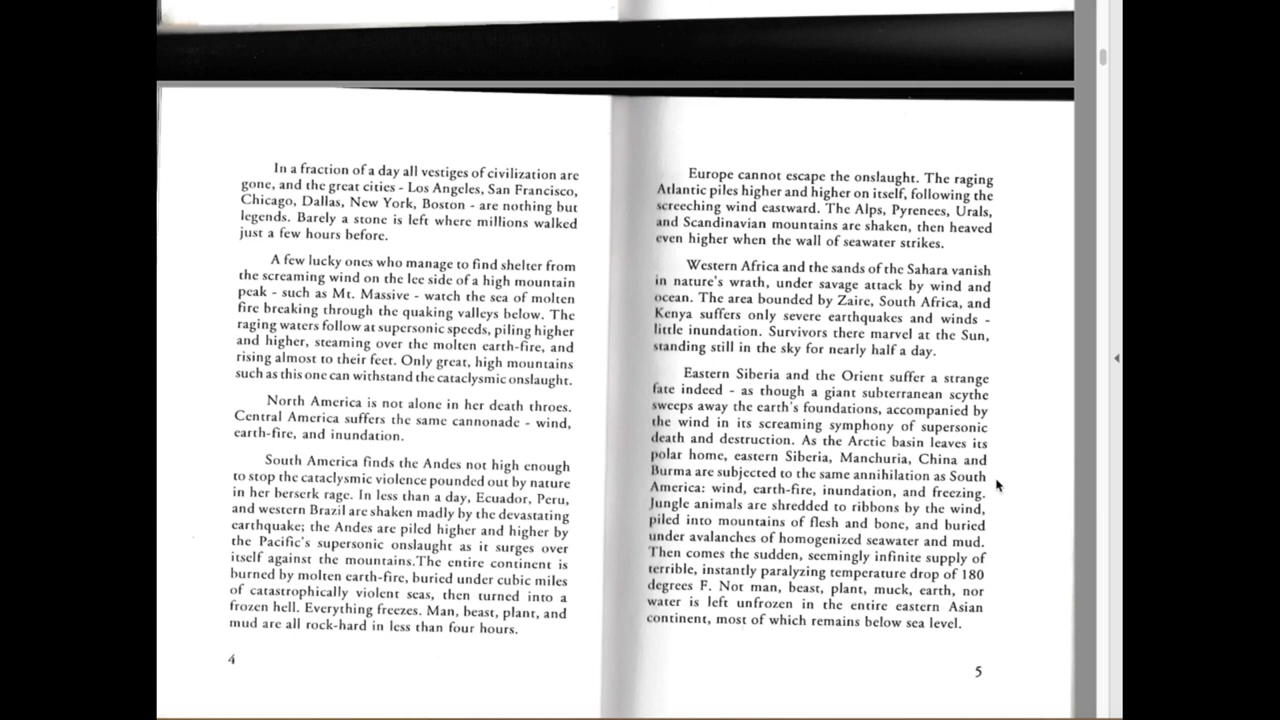 In a fraction of a day all vestiges of civilization are
gone, and the great cities - Los Angeles, San Francisco,
Chicago, Dallas, New York, Boston - are nothing but
legends. Barely a stone is left where millions walked
just a few hours before.
A few lucky ones who manage to find shelter from
the screaming wind on the lee side of a high mountain
peak - such as Mt. Massive - watch the sea of molten
fire breaking through the quaking valleys below. The
raging waters follow at supersonic speeds, piling higher
and higher, steaming over the molten earth-fire, and
rising almost to their feet. Only great, high mountains
such as this one can withstand the cataclysmic onslaught.
North America is not alone in her death throes.
Central America suffers the same cannonade - wind,
earth-fire, and inundation.
South America finds the Andes not high enough
to stop the cataclysmic violence pounded out by nature
in her berserk rage. In less than a day, Ecuador, Peru,
and western Brazil are shaken madly by the devastating
earthquake; the Andes are piled higher and higher by
the Pacific's supersonic onslaught as it surges over
itself against the mountains.The entire continent is
burned by molten earth-fire, buried under cubic miles
of catastrophically violent seas, then turned into a
frozen hell. Everything freezes. Man, beast, plant, and
mud are all rock-hard in less than four hours.
4
Europe cannot escape the onslaught. The raging
Atlantic piles higher and higher on itself, following the
screeching wind eastward. The Alps, Pyrenees, Urals,
and Scandinavian mountains are shaken, then heaved
even higher when the wall of seawater strikes.
Western Africa and the sands of the Sahara vanish
in nature's wrath, under savage attack by wind and
ocean. The area bounded by Zaire, South Africa, and
Kenya suffers only severe earthquakes and winds -
little inundation. Survivors there marvel at the Sun,
standing still in the sky for nearly half a day.
Eastern Siberia and the Orient suffer a strange
fate indeed - as though a giant subterranean scythe
sweeps away the earth's foundations, accompanied by
the wind in its screaming symphony of supersonic
death and destruction. As the Arctic basin leaves its
polar home, eastern Siberia, Manchuria, China and
Burma are subjected to the same annihilation as South
America: wind, earth-fire, inundation, and freezing.
Jungle animals are shredded to ribbons by the wind,
piled into mountains of flesh and bone, and buried
under avalanches of homogenized seawater and mud.
Then comes the sudden, seemingly infinite supply of
terrible, instantly paralyzing temperature drop of 180
degrees F. Not man, beast, plant, muck, earth, nor
water is left unfrozen in the entire eastern Asian
continent, most of which remains below sea level.
5